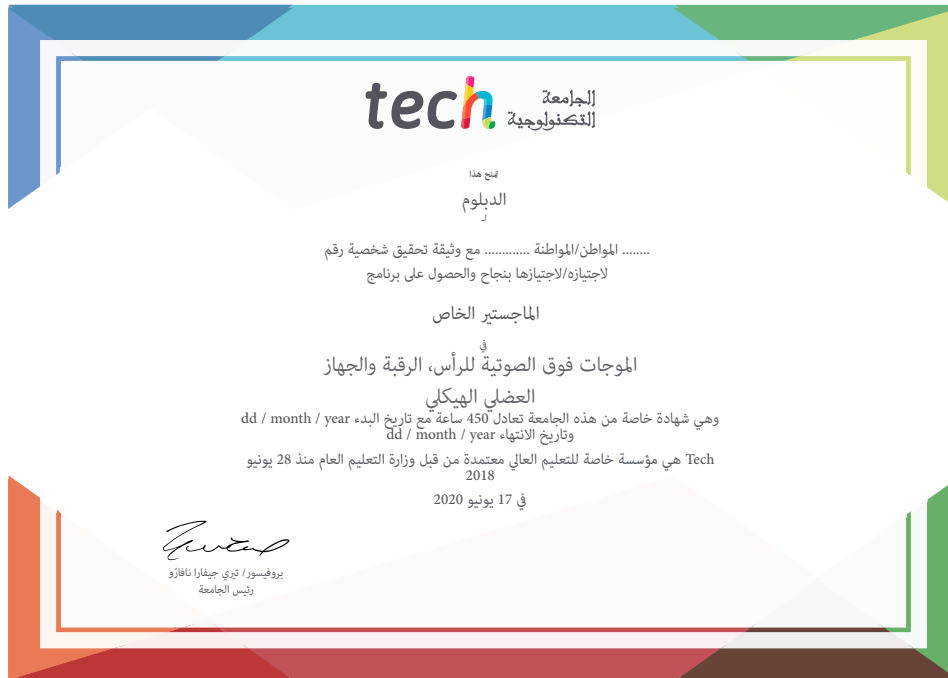 tech
الجامعة
التكنولوجية
يمنح هذا
الدبلوم
لـ
........ المواطن/المواطنة ............. مع وثيقة تحقيق شخصية رقم
لاجتيازه/لاجتيازها بنجاح والحصول على برنامج
الماجستير الخاص
في
الموجات فوق الصوتية للرأس، الرقبة والجهاز
العضلي الهيكلي
وهي شهادة خاصة من هذه الجامعة تعادل 450 ساعة مع تاريخ البدء dd / month / year
وتاريخ الانتهاء dd / month / year
Tech هي مؤسسة خاصة للتعليم العالي معتمدة من قبل وزارة التعليم العام منذ 28 يونيو
2018
في 17 يونيو 2020
بروفيسور/ تيري جيفارا نافارّو
رئيس الجامعة